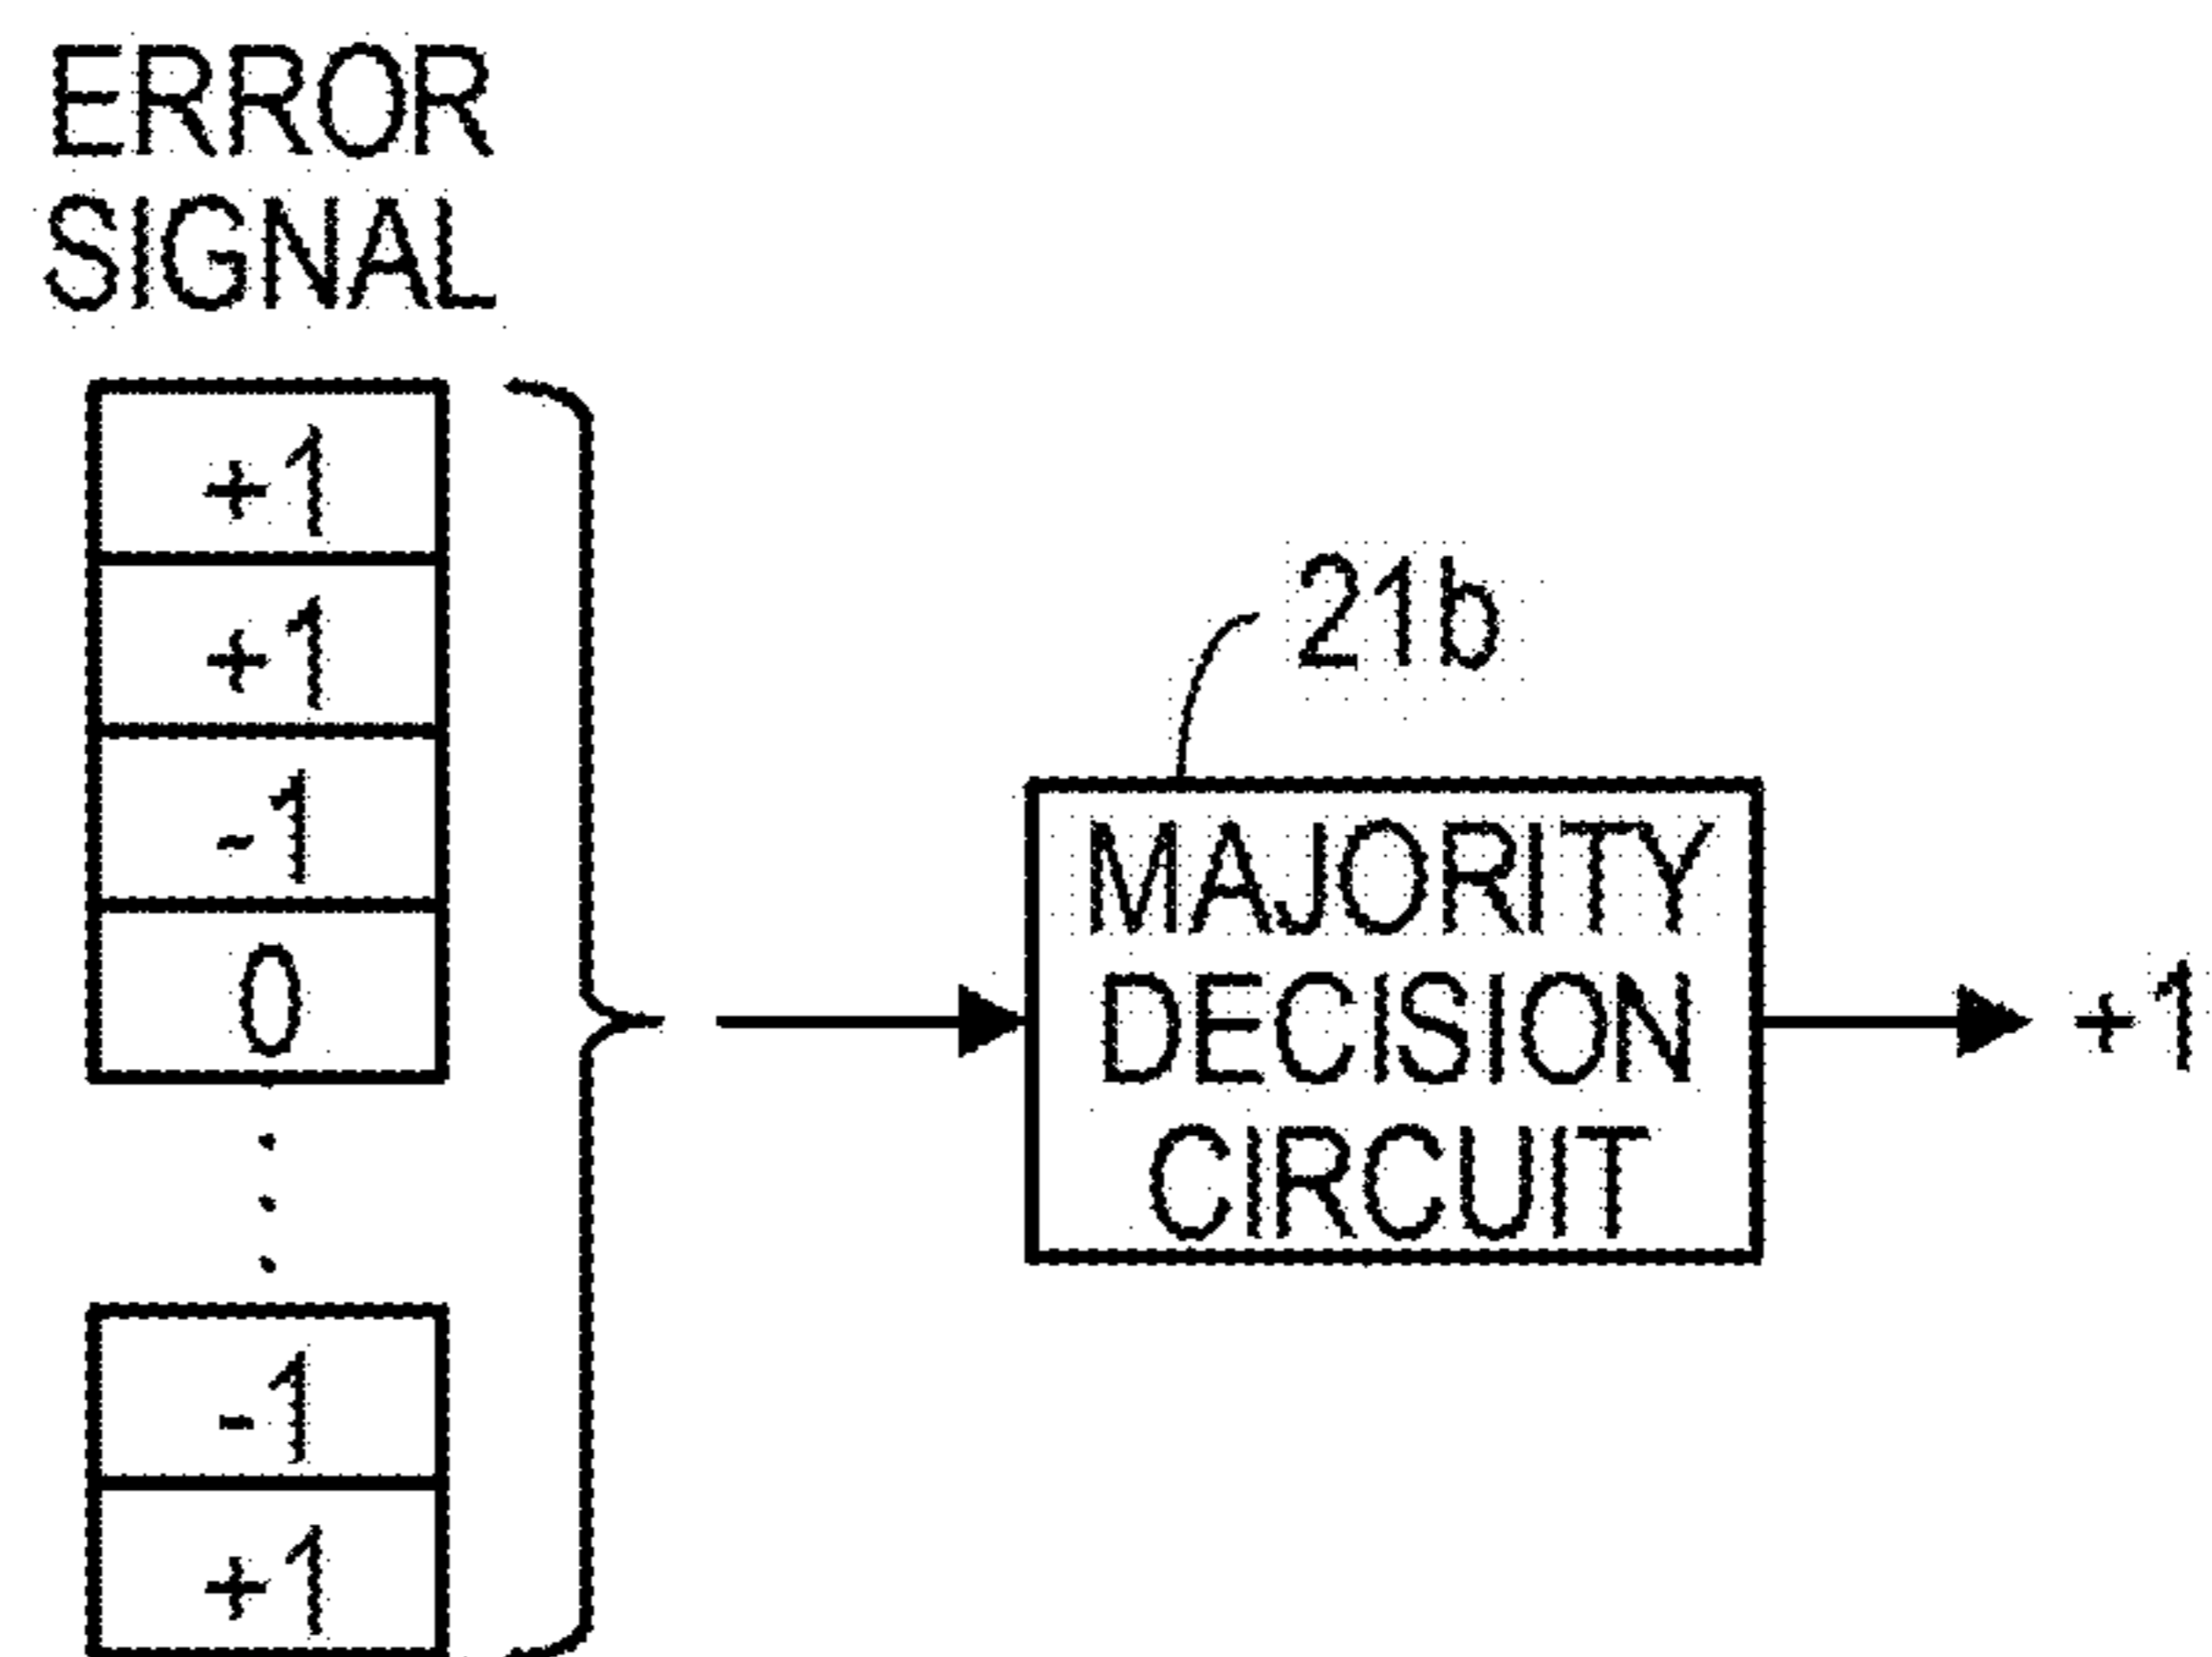 ERROR
SIGNAL
+1
+1
-1
0
-1
+1
21b
MAJORITY
DECISION
CIRCUIT
+1